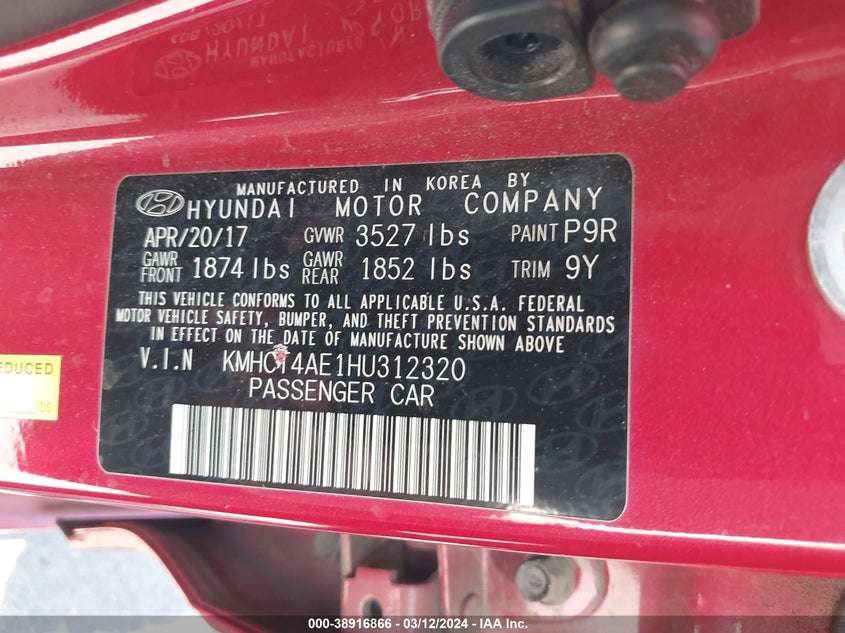 MANUFACTURED IN KOREA BY
HYUNDAI MOTOR COMPANY
APR/20/17 GVWR 3527 lbs PAINT P9R
GAWR FRONT 1874 lbs GAWR REAR 1852 lbs TRIM 9Y
THIS VEHICLE CONFORMS TO ALL APPLICABLE U.S.A. FEDERAL
MOTOR VEHICLE SAFETY, BUMPER, AND THEFT PREVENTION STANDARDS
IN EFFECT ON THE DATE OF MANUFACTURE SHOWN ABOVE
V.I.N KMHCT4AE1HU312320
PASSENGER CAR
000-38916866 - 03/12/2024 - IAA Inc.